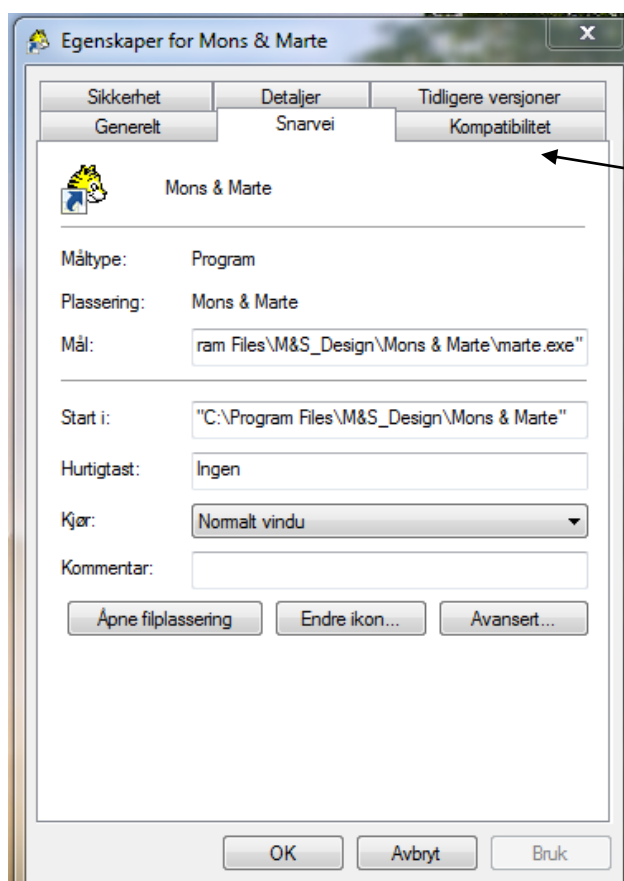 Egenskaper for Mons & Marte
x
Sikkerhet Detaljer Tidligere versjoner
Generelt Snarvei Kompatibilitet
Mons & Marte
Måltype: Program
Plassering: Mons & Marte
Mål: ram Files\M&S_Design\Mons & Marte\marte.exe"
Start i: "C:\Program Files\M&S_Design\Mons & Marte"
Hurtigtast: Ingen
Kjør: Normalt vindu
Kommentar:
Åpne filplassering Endre ikon... Avansert...
OK Avbryt Bruk